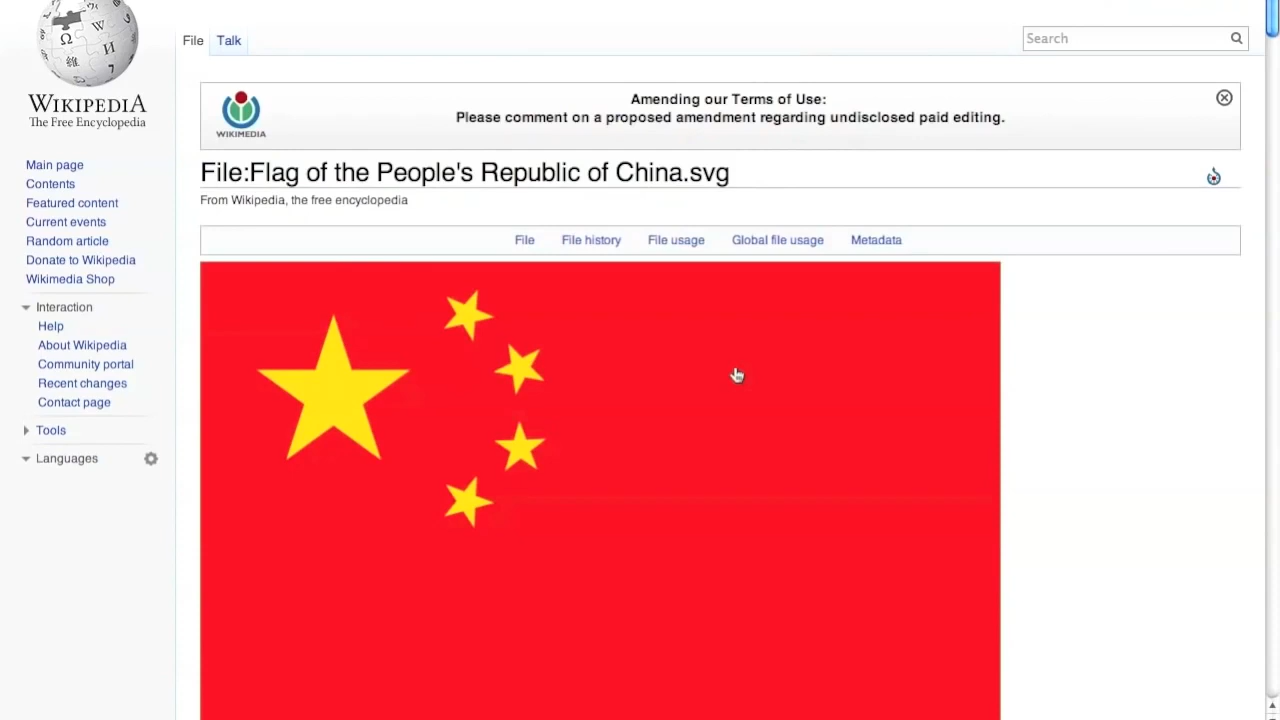 File Talk
Search
WIKIPEDIA
The Free Encyclopedia
Amending our Terms of Use:
Please comment on a proposed amendment regarding undisclosed paid editing.
WIKIMEDIA
File:Flag of the People's Republic of China.svg
From Wikipedia, the free encyclopedia
File File history File usage Global file usage Metadata
Main page
Contents
Featured content
Current events
Random article
Donate to Wikipedia
Wikimedia Shop
Interaction
Help
About Wikipedia
Community portal
Recent changes
Contact page
Tools
Languages